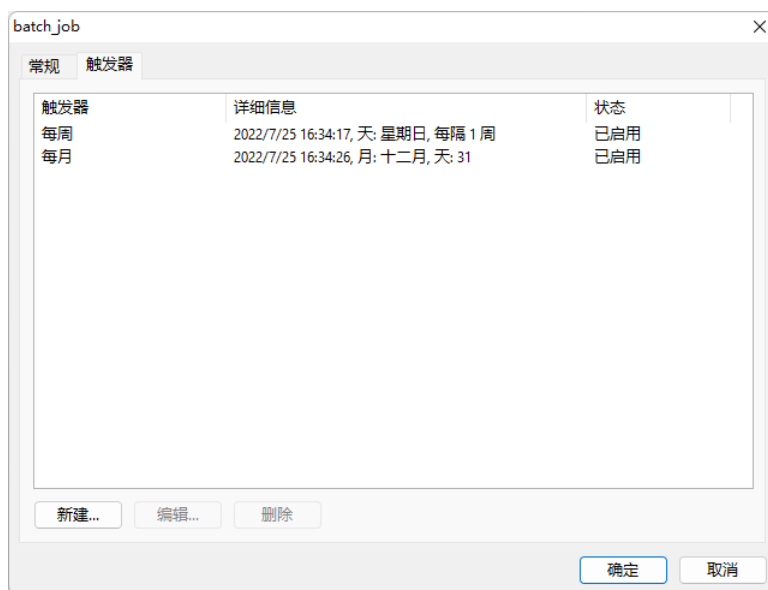 batch_job
常规 触发器
触发器 详细信息 状态
每周 2022/7/25 16:34:17, 天: 星期日, 每隔 1 周 已启用
每月 2022/7/25 16:34:26, 月: 十二月, 天: 31 已启用
新建... 编辑... 删除
确定 取消